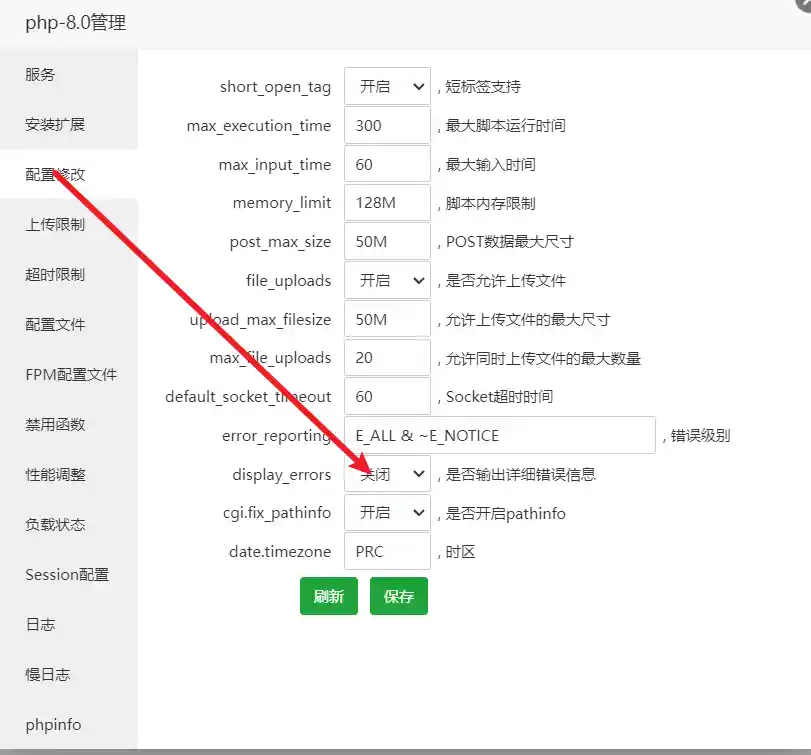 php-8.0管理
服务
安装扩展
配置修改
上传限制
超时限制
配置文件
FPM配置文件
禁用函数
性能调整
负载状态
Session配置
日志
慢日志
phpinfo
short_open_tag 开启 , 短标签支持
max_execution_time 300 , 最大脚本运行时间
max_input_time 60 , 最大输入时间
memory_limit 128M , 脚本内存限制
post_max_size 50M , POST数据最大尺寸
file_uploads 开启 , 是否允许上传文件
upload_max_filesize 50M , 允许上传文件的最大尺寸
max_file_uploads 20 , 允许同时上传文件的最大数量
default_socket_timeout 60 , Socket超时时间
error_reporting E_ALL & ~E_NOTICE , 错误级别
display_errors 关闭 , 是否输出详细错误信息
cgi.fix_pathinfo 开启 , 是否开启pathinfo
date.timezone PRC , 时区
刷新 保存